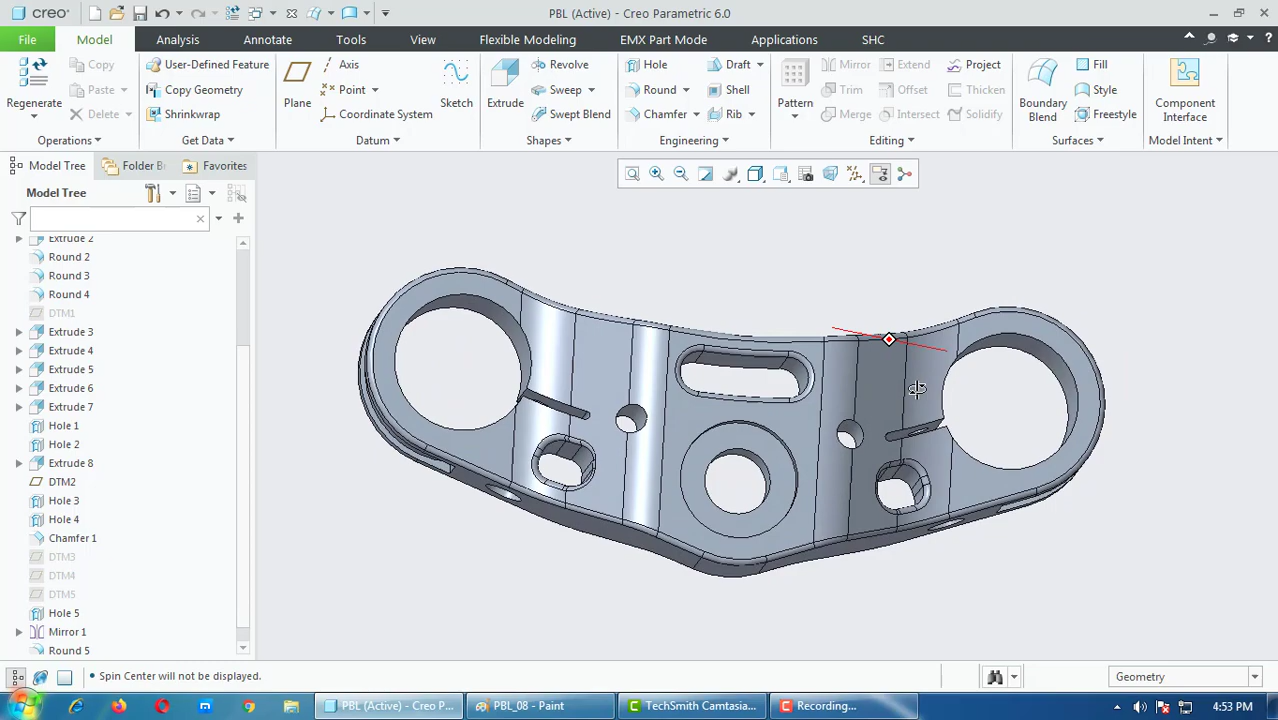 creo PBL (Active) - Creo Parametric 6.0
File Model Analysis Annotate Tools View Flexible Modeling EMX Part Mode Applications SHC
Copy User-Defined Feature Axis Revolve Hole Draft Mirror Extend Project Fill
Regenerate Paste Copy Geometry Plane Point Sketch Extrude Sweep Round Shell Pattern Trim Offset Thicken Boundary Blend Style Component Interface
Delete Shrinkwrap Coordinate System Swept Blend Chamfer Rib Merge Intersect Solidify Freestyle
Operations Get Data Datum Shapes Engineering Editing Surfaces Model Intent
Model Tree Folder B Favorites
Model Tree
Extrude 2
Round 2
Round 3
Round 4
DTM1
Extrude 3
Extrude 4
Extrude 5
Extrude 6
Extrude 7
Hole 1
Hole 2
Extrude 8
DTM2
Hole 3
Hole 4
Chamfer 1
DTM3
DTM4
DTM5
Hole 5
Mirror 1
Round 5
• Spin Center will not be displayed. Geometry
PBL (Active) - Creo P... PBL_08 - Paint TechSmith Camtasia... Recording... 4:53 PM